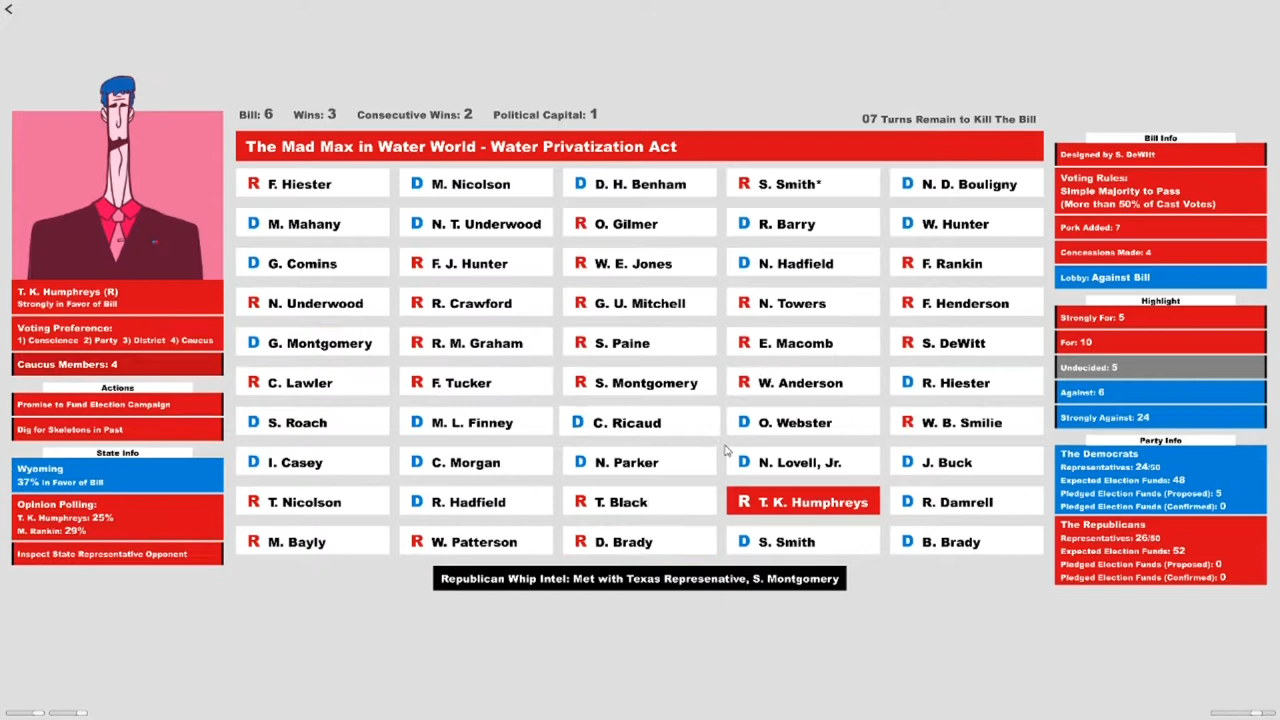 Bill: 6 Wins: 3 Consecutive Wins: 2 Political Capital: 1
07 Turns Remain to Kill The Bill
The Mad Max in Water World - Water Privatization Act
R F. Hiester D M. Nicolson D D. H. Benham R S. Smith* D N. D. Bouligny
D M. Mahany D N. T. Underwood R O. Gilmer D R. Barry D W. Hunter
D G. Comins R F. J. Hunter R W. E. Jones D N. Hadfield R F. Rankin
R N. Underwood R R. Crawford R G. U. Mitchell R N. Towers R F. Henderson
D G. Montgomery R R. M. Graham R S. Paine R E. Macomb R S. DeWitt
R C. Lawler R F. Tucker R S. Montgomery R W. Anderson D R. Hiester
D S. Roach D M. L. Finney D C. Ricaud D O. Webster R W. B. Smilie
D I. Casey D C. Morgan D N. Parker D N. Lovell, Jr. D J. Buck
R T. Nicolson D R. Hadfield R T. Black R T. K. Humphreys D R. Damrell
R M. Bayly R W. Patterson R D. Brady D S. Smith D B. Brady
Republican Whip Intel: Met with Texas Represenative, S. Montgomery
T. K. Humphreys (R)
Strongly in Favor of Bill
Voting Preference:
1) Conscience 2) Party 3) District 4) Caucus
Caucus Members: 4
Actions
Promise to Fund Election Campaign
Dig for Skeletons in Past
State Info
Wyoming
37% In Favor of Bill
Opinion Polling:
T. K. Humphreys: 25%
M. Rankin: 29%
Inspect State Representative Opponent
Bill Info
Designed by S. DeWitt
Voting Rules:
Simple Majority to Pass
(More than 50% of Cast Votes)
Pork Added: 7
Concessions Made: 4
Lobby: Against Bill
Highlight
Strongly For: 5
For: 10
Undecided: 5
Against: 6
Strongly Against: 24
Party Info
The Democrats
Representatives: 24/50
Expected Election Funds: 48
Pledged Election Funds (Proposed): 5
Pledged Election Funds (Confirmed): 0
The Republicans
Representatives: 26/50
Expected Election Funds: 52
Pledged Election Funds (Proposed): 0
Pledged Election Funds (Confirmed): 0